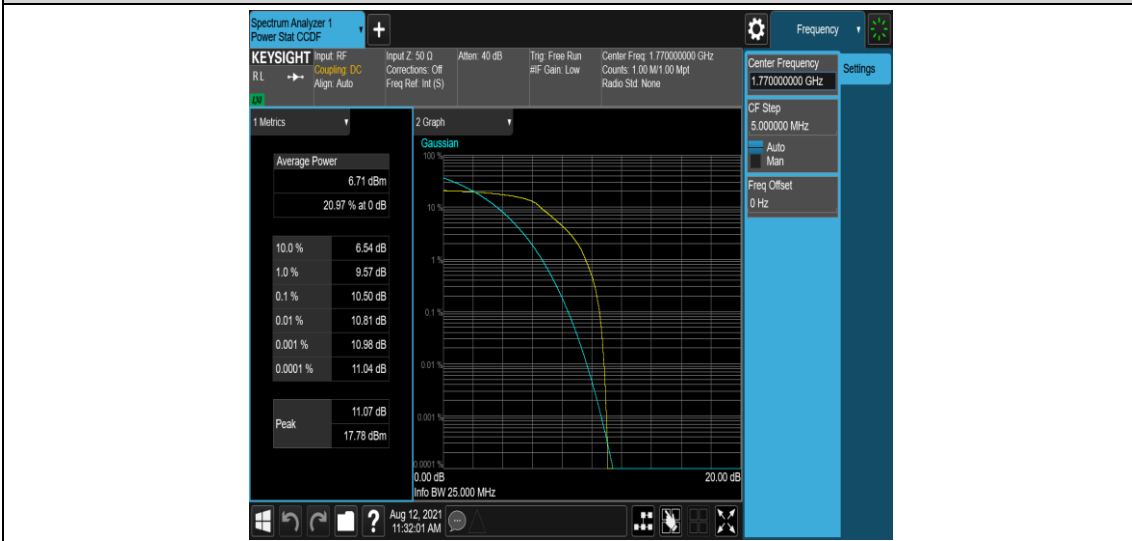 Spectrum Analyzer 1
Power Stat CCDF
+
Frequency
KEYSIGHT
RL
LXI
Input: RF
Coupling: DC
Align: Auto
Input Z: 50 Ω
Corrections: Off
Freq Ref: Int (S)
Atten: 40 dB
Trig: Free Run
#IF Gain: Low
Center Freq: 1.770000000 GHz
Counts: 1.00 M/1.00 Mpt
Radio Std: None
Center Frequency
1.770000000 GHz
Settings
CF Step
5.000000 MHz
Auto
Man
Freq Offset
0 Hz
1 Metrics
Average Power
6.71 dBm
20.97 % at 0 dB
10.0 % 6.54 dB
1.0 % 9.57 dB
0.1 % 10.50 dB
0.01 % 10.81 dB
0.001 % 10.98 dB
0.0001 % 11.04 dB
Peak
11.07 dB
17.78 dBm
2 Graph
Gaussian
100 %
10 %
1 %
0.1 %
0.01 %
0.001 %
0.0001 %
0.00 dB 20.00 dB
Info BW 25.000 MHz
?
Aug 12, 2021
11:32:01 AM